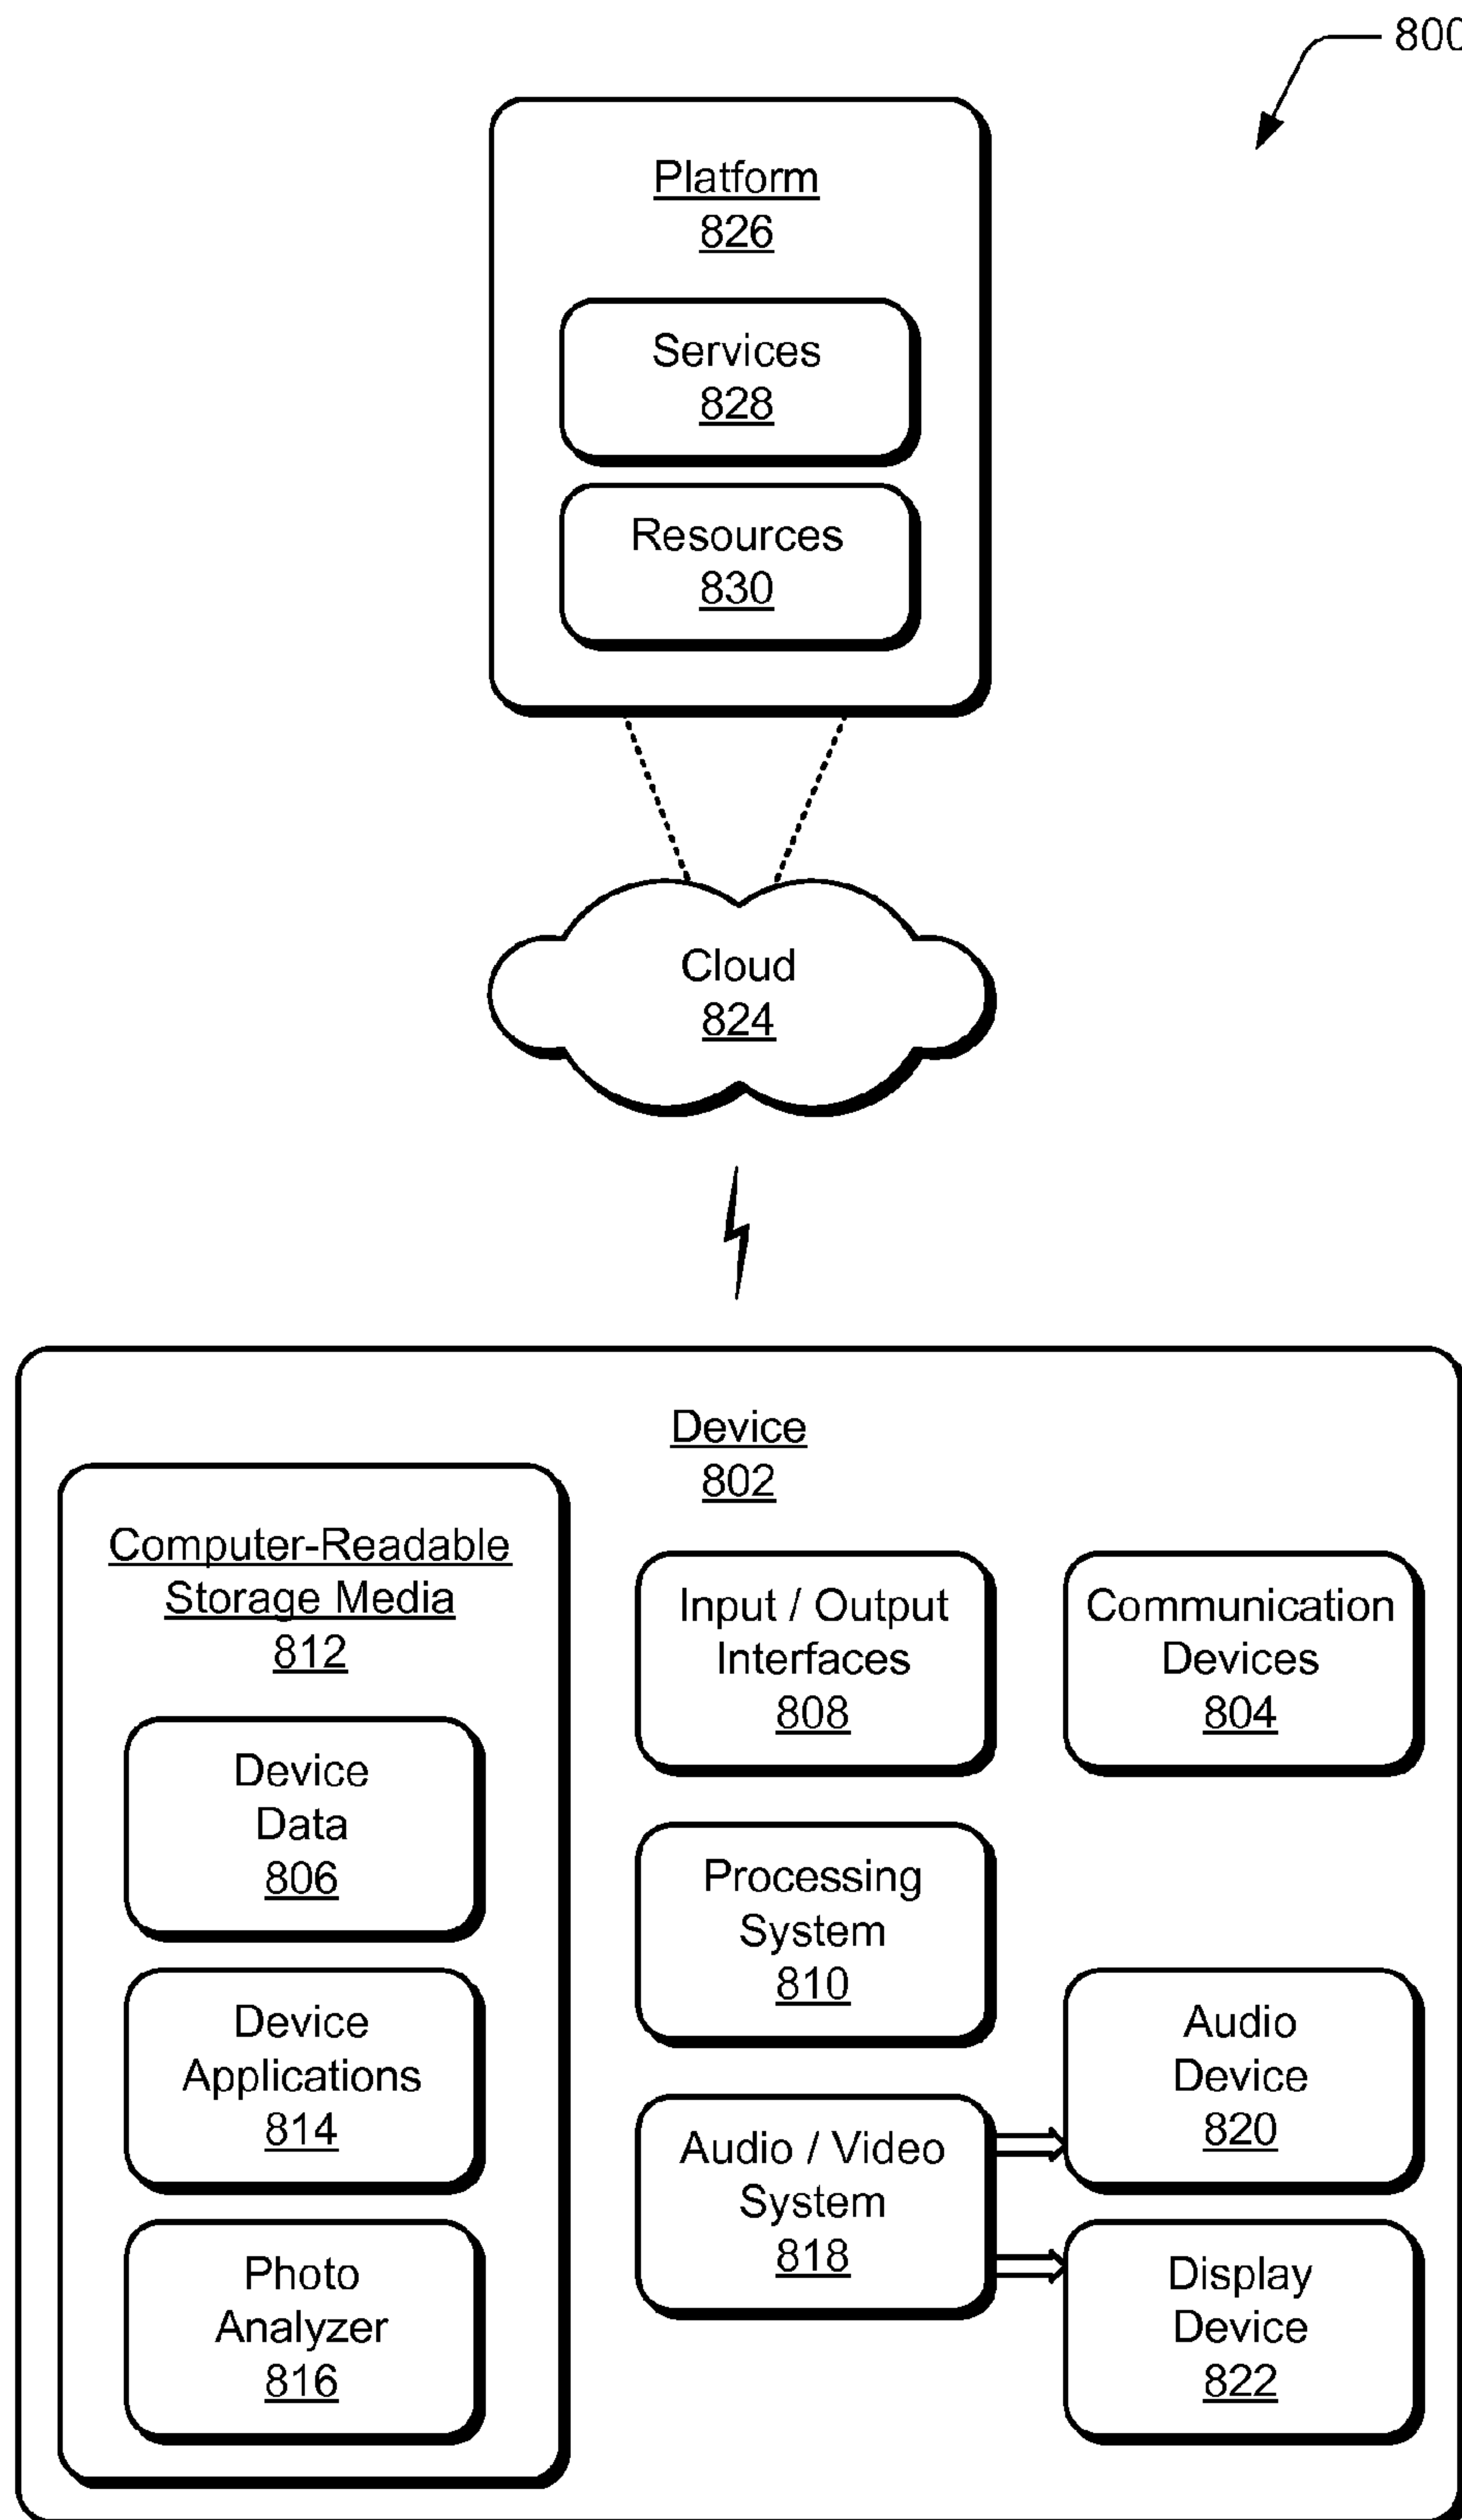 800
Platform
826
Services
828
Resources
830
Cloud
824
Device
802
Computer-Readable
Storage Media
812
Device
Data
806
Device
Applications
814
Photo
Analyzer
816
Input / Output
Interfaces
808
Processing
System
810
Audio / Video
System
818
Communication
Devices
804
Audio
Device
820
Display
Device
822